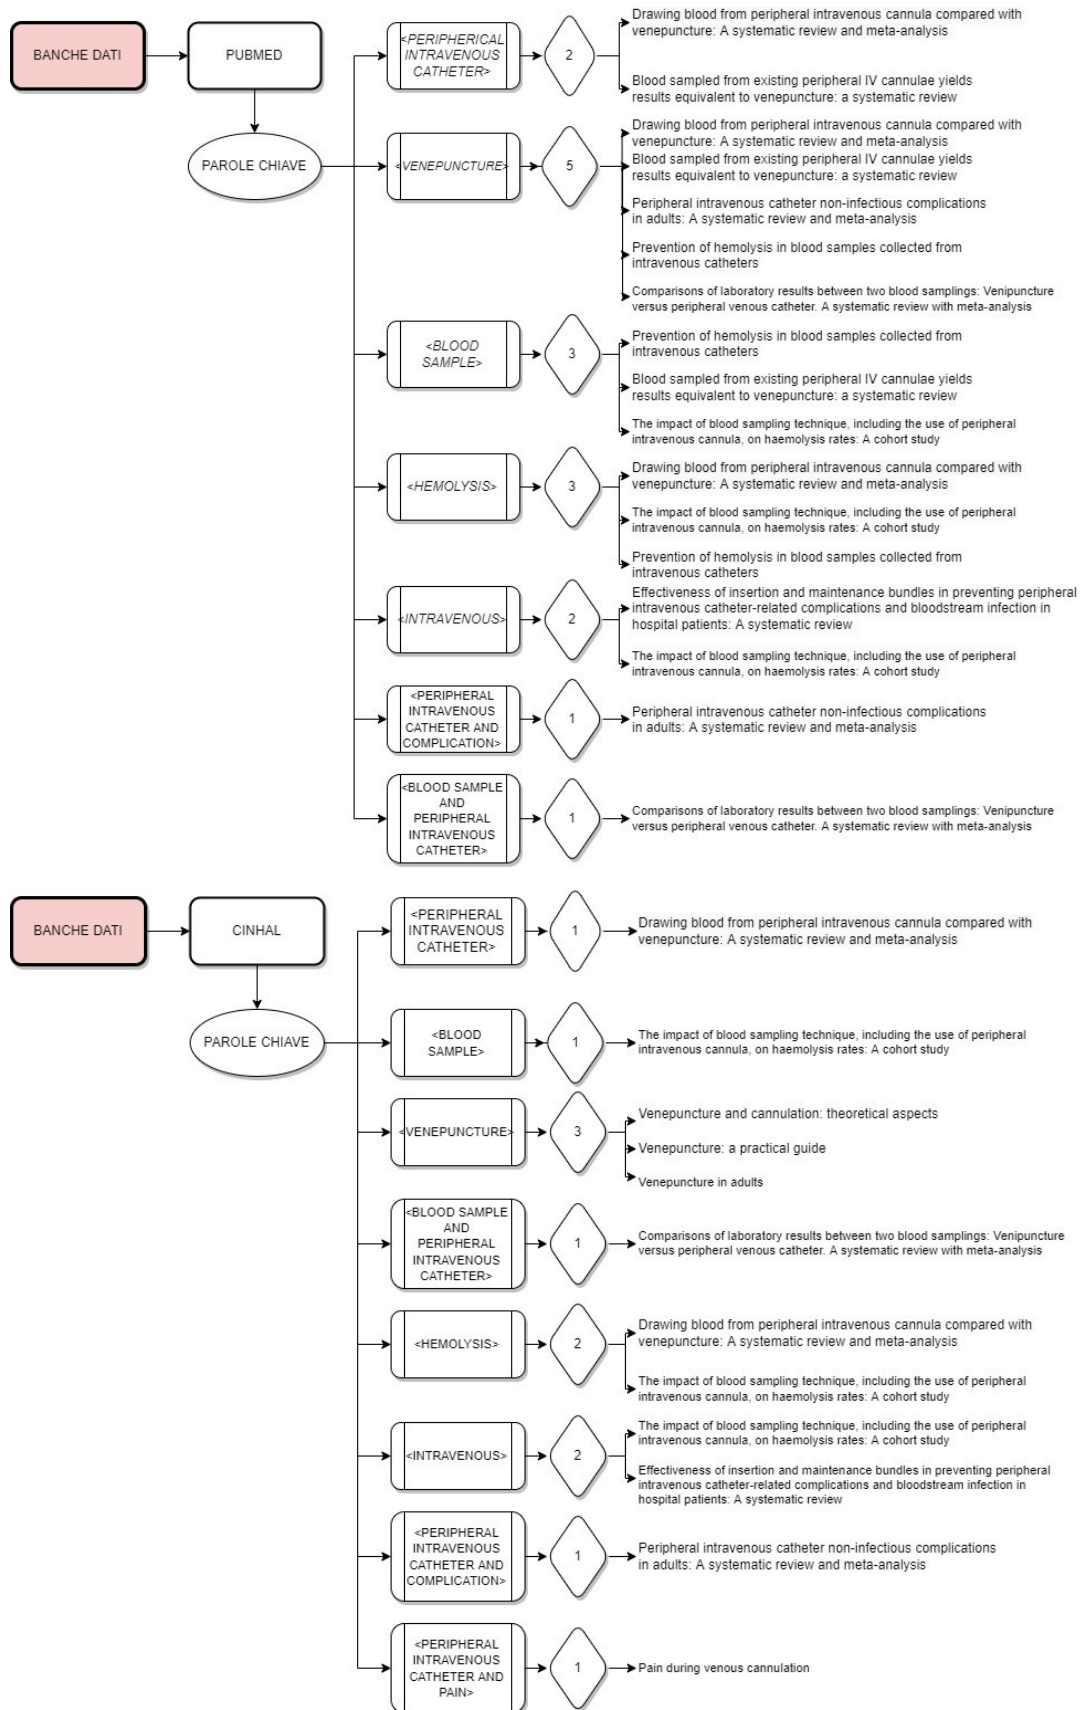 BANCHE DATI
PUBMED
PAROLE CHIAVE
<PERIPHERICAL
INTRAVENOUS
CATHETER>
2
Drawing blood from peripheral intravenous cannula compared with
venepuncture: A systematic review and meta-analysis
Blood sampled from existing peripheral IV cannulae yields
results equivalent to venepuncture: a systematic review
<VENEPUNCTURE>
5
Drawing blood from peripheral intravenous cannula compared with
venepuncture: A systematic review and meta-analysis
Blood sampled from existing peripheral IV cannulae yields
results equivalent to venepuncture: a systematic review
Peripheral intravenous catheter non-infectious complications
in adults: A systematic review and meta-analysis
Prevention of hemolysis in blood samples collected from
intravenous catheters
Comparisons of laboratory results between two blood samplings: Venipuncture
versus peripheral venous catheter. A systematic review with meta-analysis
<BLOOD
SAMPLE>
3
Prevention of hemolysis in blood samples collected from
intravenous catheters
Blood sampled from existing peripheral IV cannulae yields
results equivalent to venepuncture: a systematic review
The impact of blood sampling technique, including the use of peripheral
intravenous cannula, on haemolysis rates: A cohort study
<HEMOLYSIS>
3
Drawing blood from peripheral intravenous cannula compared with
venepuncture: A systematic review and meta-analysis
The impact of blood sampling technique, including the use of peripheral
intravenous cannula, on haemolysis rates: A cohort study
Prevention of hemolysis in blood samples collected from
intravenous catheters
<INTRAVENOUS>
2
Effectiveness of insertion and maintenance bundles in preventing peripheral
intravenous catheter-related complications and bloodstream infection in
hospital patients: A systematic review
The impact of blood sampling technique, including the use of peripheral
intravenous cannula, on haemolysis rates: A cohort study
<PERIPHERAL
INTRAVENOUS
CATHETER AND
COMPLICATION>
1
Peripheral intravenous catheter non-infectious complications
in adults: A systematic review and meta-analysis
<BLOOD SAMPLE
AND
PERIPHERAL
INTRAVENOUS
CATHETER>
1
Comparisons of laboratory results between two blood samplings: Venipuncture
versus peripheral venous catheter. A systematic review with meta-analysis
BANCHE DATI
CINHAL
PAROLE CHIAVE
<PERIPHERAL
INTRAVENOUS
CATHETER>
1
Drawing blood from peripheral intravenous cannula compared with
venepuncture: A systematic review and meta-analysis
<BLOOD
SAMPLE>
1
The impact of blood sampling technique, including the use of peripheral
intravenous cannula, on haemolysis rates: A cohort study
<VENEPUNCTURE>
3
Venepuncture and cannulation: theoretical aspects
Venepuncture: a practical guide
Venepuncture in adults
<BLOOD SAMPLE
AND
PERIPHERAL
INTRAVENOUS
CATHETER>
1
Comparisons of laboratory results between two blood samplings: Venipuncture
versus peripheral venous catheter. A systematic review with meta-analysis
<HEMOLYSIS>
2
Drawing blood from peripheral intravenous cannula compared with
venepuncture: A systematic review and meta-analysis
The impact of blood sampling technique, including the use of peripheral
intravenous cannula, on haemolysis rates: A cohort study
<INTRAVENOUS>
2
The impact of blood sampling technique, including the use of peripheral
intravenous cannula, on haemolysis rates: A cohort study
Effectiveness of insertion and maintenance bundles in preventing peripheral
intravenous catheter-related complications and bloodstream infection in
hospital patients: A systematic review
<PERIPHERAL
INTRAVENOUS
CATHETER AND
COMPLICATION>
1
Peripheral intravenous catheter non-infectious complications
in adults: A systematic review and meta-analysis
<PERIPHERAL
INTRAVENOUS
CATHETER AND
PAIN>
1
Pain during venous cannulation